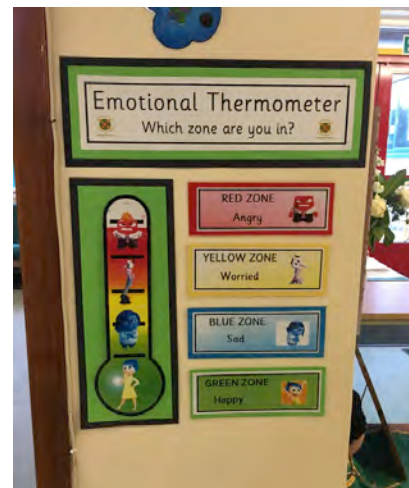 Emotional Thermometer
Which zone are you in?
RED ZONE
Angry
YELLOW ZONE
Worried
BLUE ZONE
Sad
GREEN ZONE
Happy